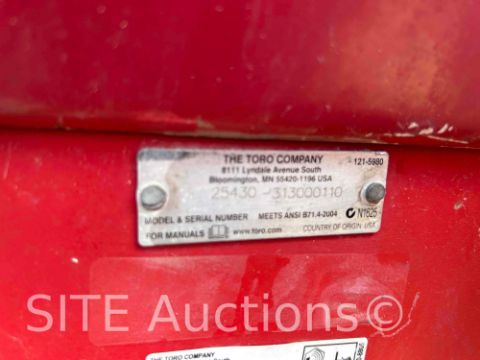 THE TORO COMPANY 121-5980
8111 Lyndale Avenue South
Bloomington, MN 55420-1196 USA
25430 -313000110
MODEL & SERIAL NUMBER MEETS ANSI B71.4-2004 N1625
FOR MANUALS www.toro.com COUNTRY OF ORIGIN: USA
SITE Auctions©
THE TORO COMPANY